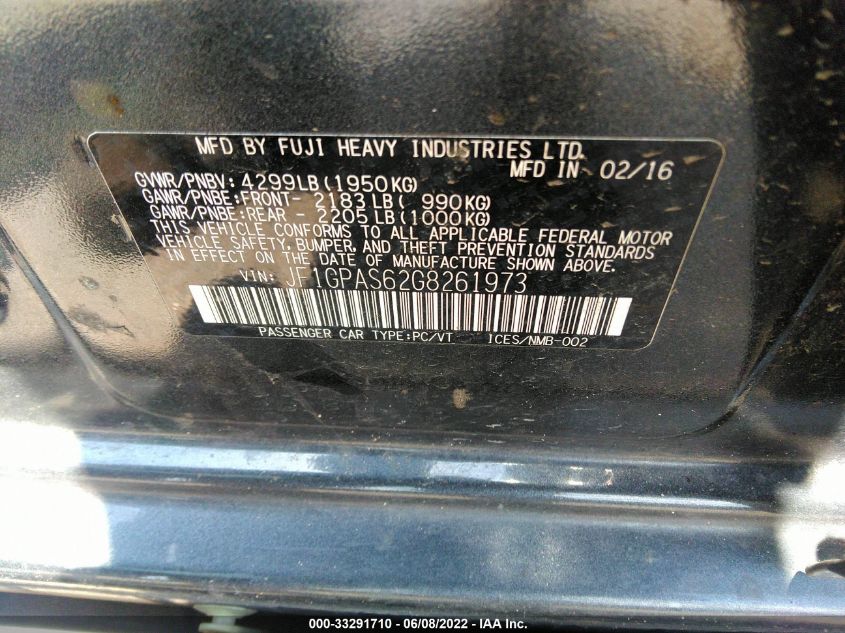 MFD BY FUJI HEAVY INDUSTRIES LTD.
MFD IN 02/16
GVWR/PNBV: 4299LB(1950KG)
GAWR/PNBE:FRONT- 2183LB( 990KG)
GAWR/PNBE:REAR - 2205LB(1000KG)
THIS VEHICLE CONFORMS TO ALL APPLICABLE FEDERAL MOTOR
VEHICLE SAFETY, BUMPER, AND THEFT PREVENTION STANDARDS
IN EFFECT ON THE DATE OF MANUFACTURE SHOWN ABOVE.
VIN: JF1GPAS62G8261973
PASSENGER CAR TYPE:PC/VT ICES/NMB-002
000-33291710 - 06/08/2022 - IAA Inc.